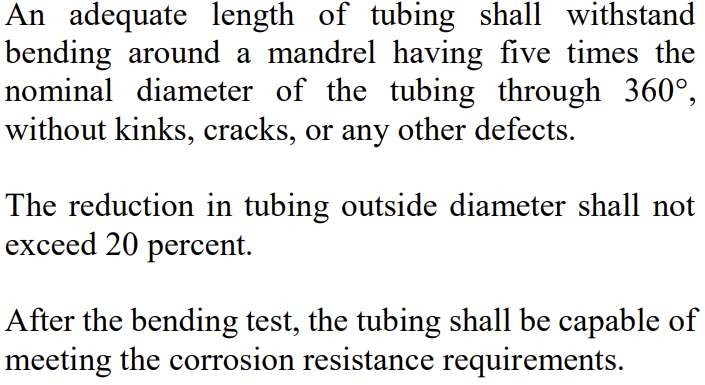 An adequate length of tubing shall withstand
bending around a mandrel having five times the
nominal diameter of the tubing through 360°,
without kinks, cracks, or any other defects.
The reduction in tubing outside diameter shall not
exceed 20 percent.
After the bending test, the tubing shall be capable of
meeting the corrosion resistance requirements.